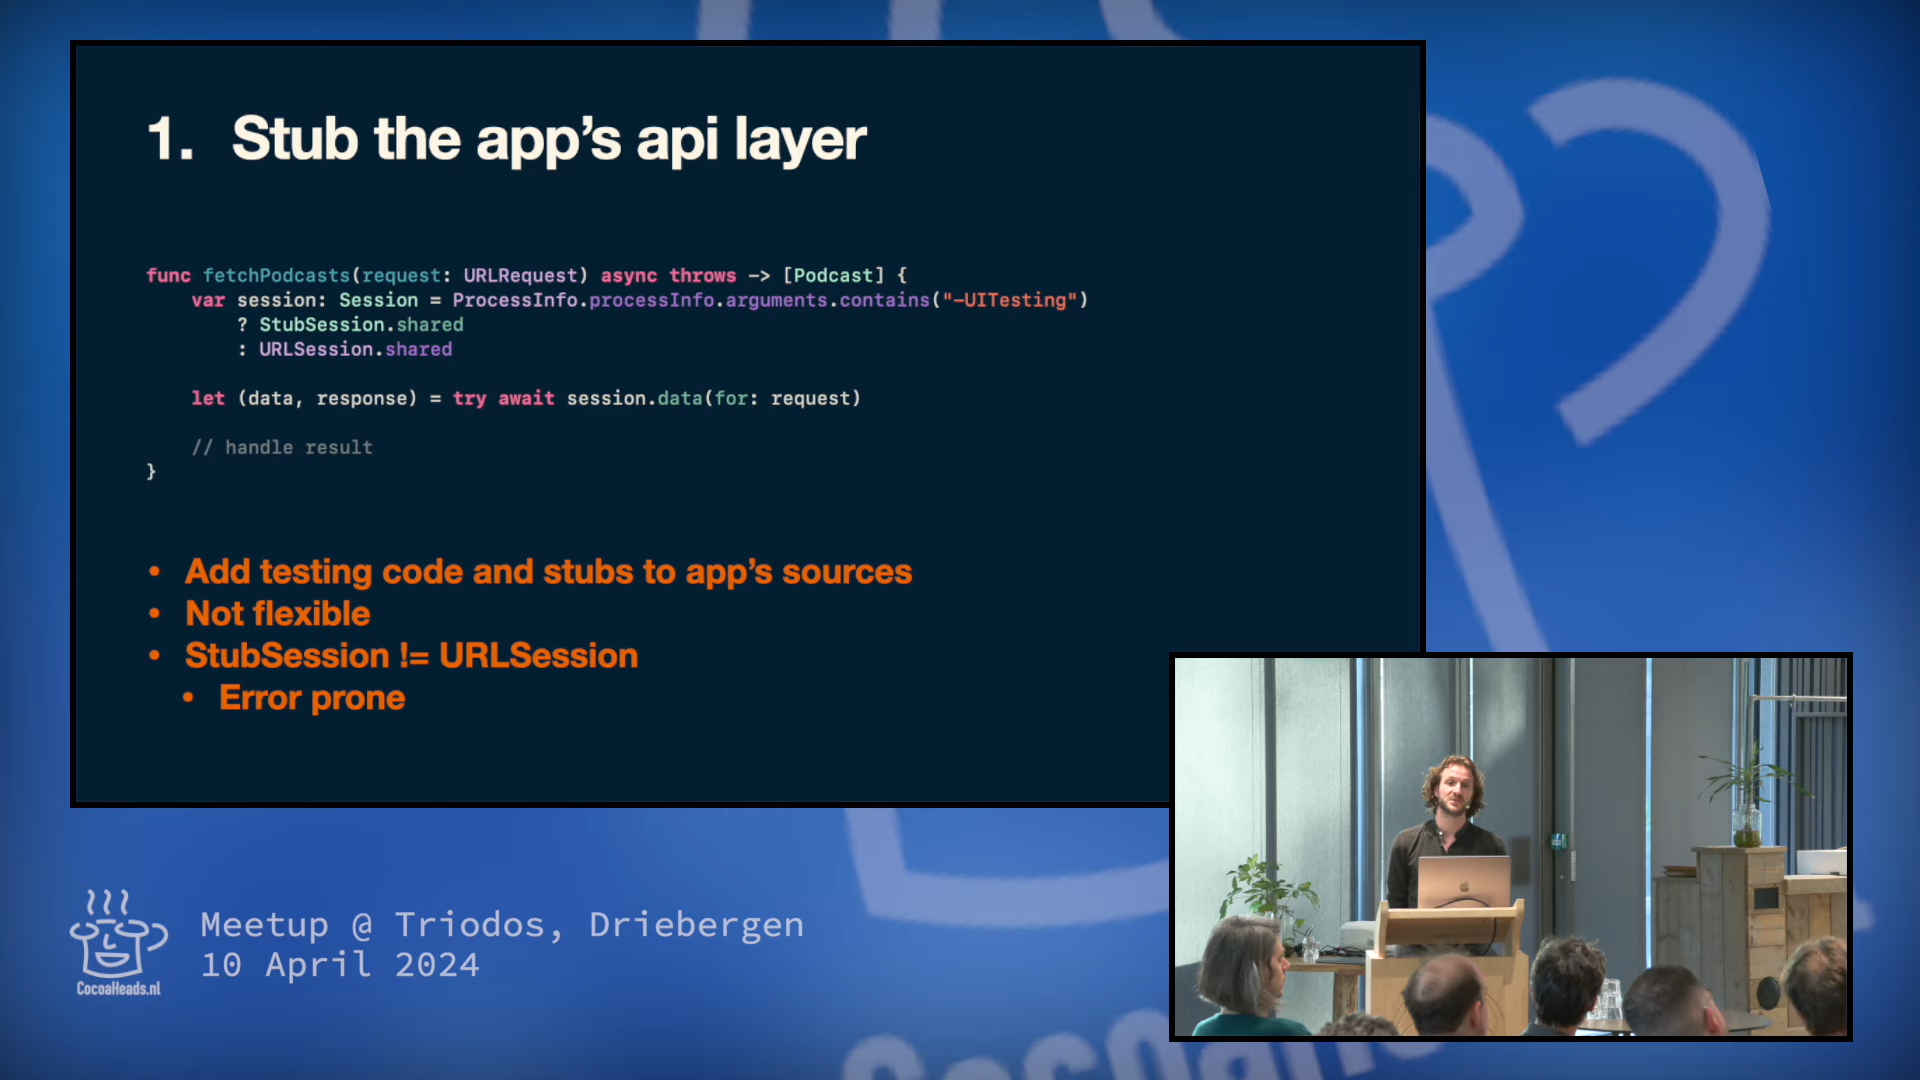 1. Stub the app’s api layer
func fetchPodcasts(request: URLRequest) async throws -> [Podcast] {
var session: Session = ProcessInfo.processInfo.arguments.contains("-UITesting")
? StubSession.shared
: URLSession.shared
let (data, response) = try await session.data(for: request)
// handle result
}
• Add testing code and stubs to app’s sources
• Not flexible
• StubSession != URLSession
• Error prone
Meetup @ Triodos, Driebergen
10 April 2024
CocoaHeads.nl